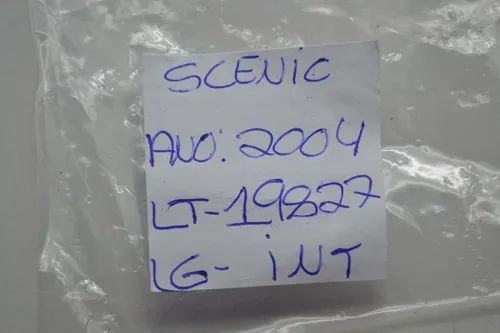 SCENIC
ANO: 2004
LT-19827
LG- INT